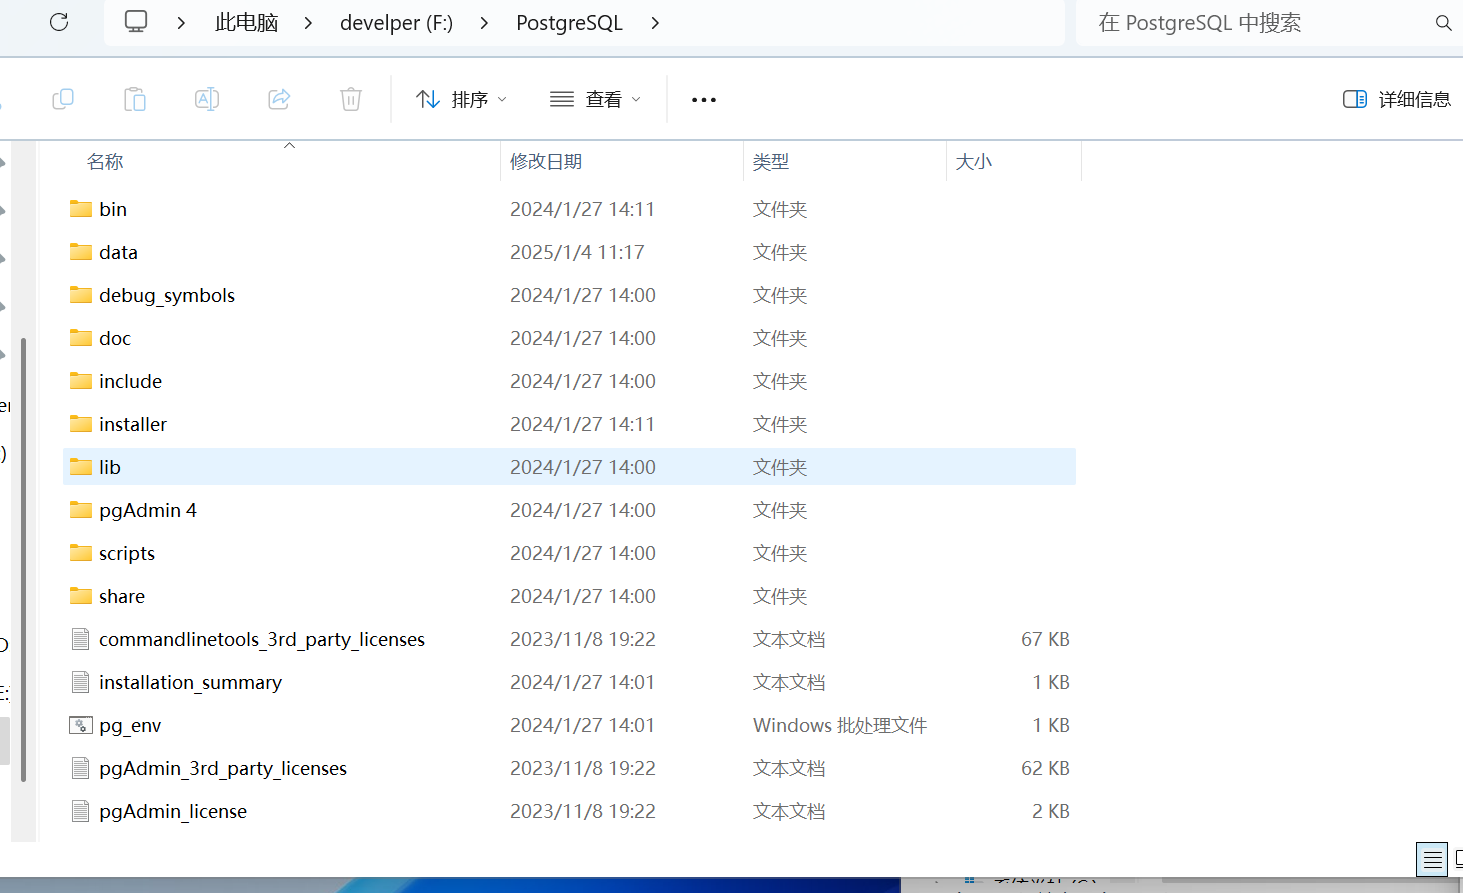 此电脑 develper (F:) PostgreSQL 在 PostgreSQL 中搜索
排序 查看 详细信息
名称 修改日期 类型 大小
bin 2024/1/27 14:11 文件夹
data 2025/1/4 11:17 文件夹
debug_symbols 2024/1/27 14:00 文件夹
doc 2024/1/27 14:00 文件夹
include 2024/1/27 14:00 文件夹
installer 2024/1/27 14:11 文件夹
lib 2024/1/27 14:00 文件夹
pgAdmin 4 2024/1/27 14:00 文件夹
scripts 2024/1/27 14:00 文件夹
share 2024/1/27 14:00 文件夹
commandlinetools_3rd_party_licenses 2023/11/8 19:22 文本文档 67 KB
installation_summary 2024/1/27 14:01 文本文档 1 KB
pg_env 2024/1/27 14:01 Windows 批处理文件 1 KB
pgAdmin_3rd_party_licenses 2023/11/8 19:22 文本文档 62 KB
pgAdmin_license 2023/11/8 19:22 文本文档 2 KB